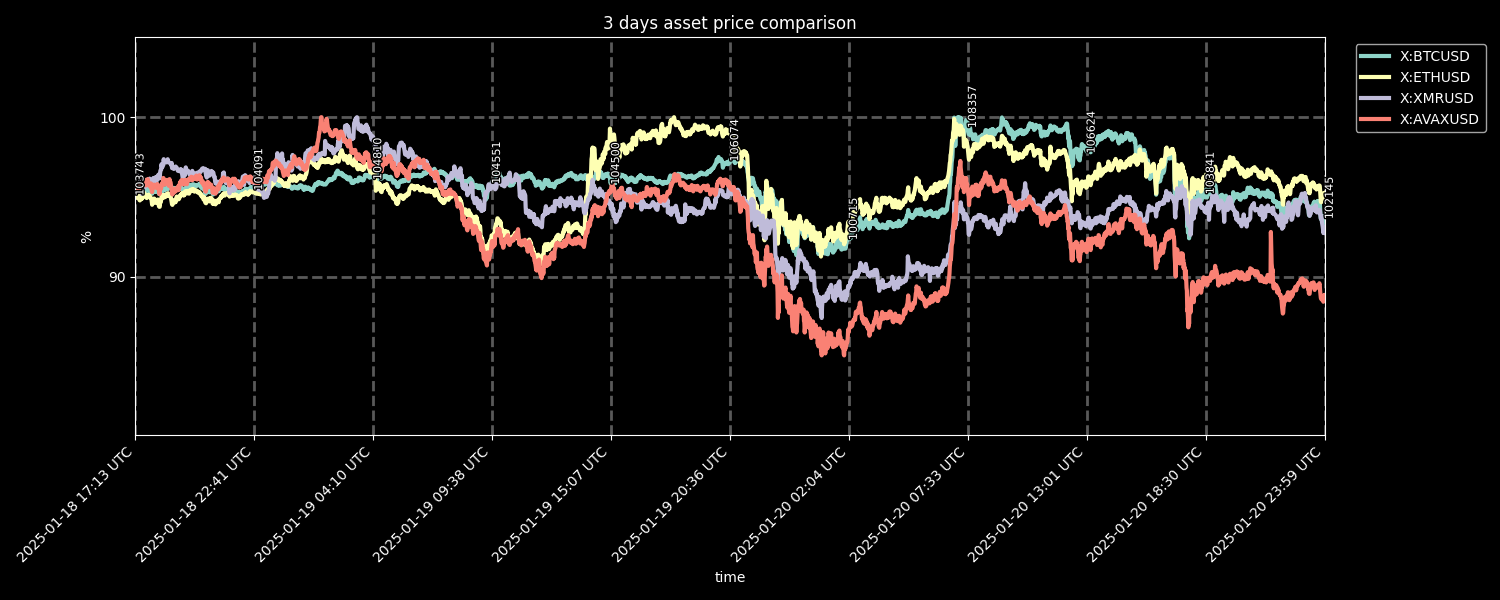 3 days asset price comparison
X:BTCUSD
X:ETHUSD
X:XMRUSD
X:AVAXUSD
100
90
%
103743
104091
104810
104551
104500
106074
100715
108357
106624
103841
102145
2025-01-18 17:13 UTC
2025-01-18 22:41 UTC
2025-01-19 04:10 UTC
2025-01-19 09:38 UTC
2025-01-19 15:07 UTC
2025-01-19 20:36 UTC
2025-01-20 02:04 UTC
2025-01-20 07:33 UTC
2025-01-20 13:01 UTC
2025-01-20 18:30 UTC
2025-01-20 23:59 UTC
time